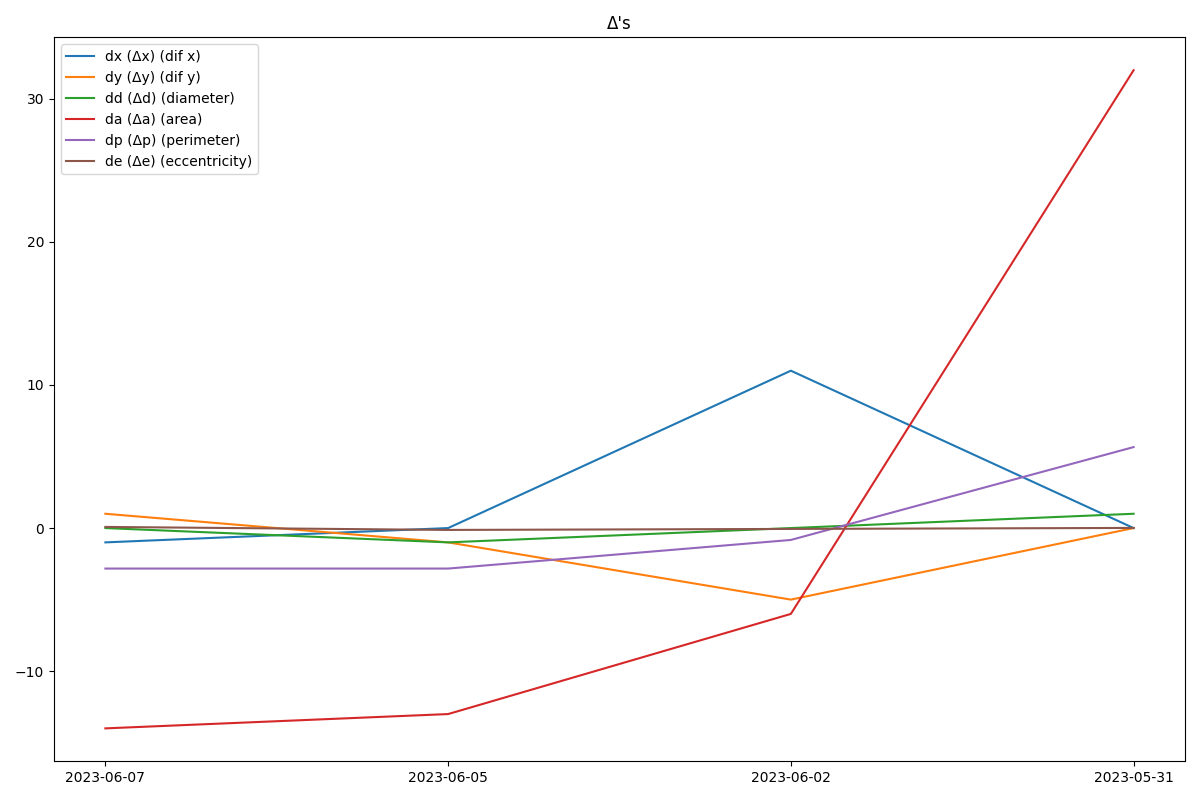 Δ's
dx (Δx) (dif x)
dy (Δy) (dif y)
dd (Δd) (diameter)
da (Δa) (area)
dp (Δp) (perimeter)
de (Δe) (eccentricity)
30
20
10
0
−10
2023-06-07 2023-06-05 2023-06-02 2023-05-31